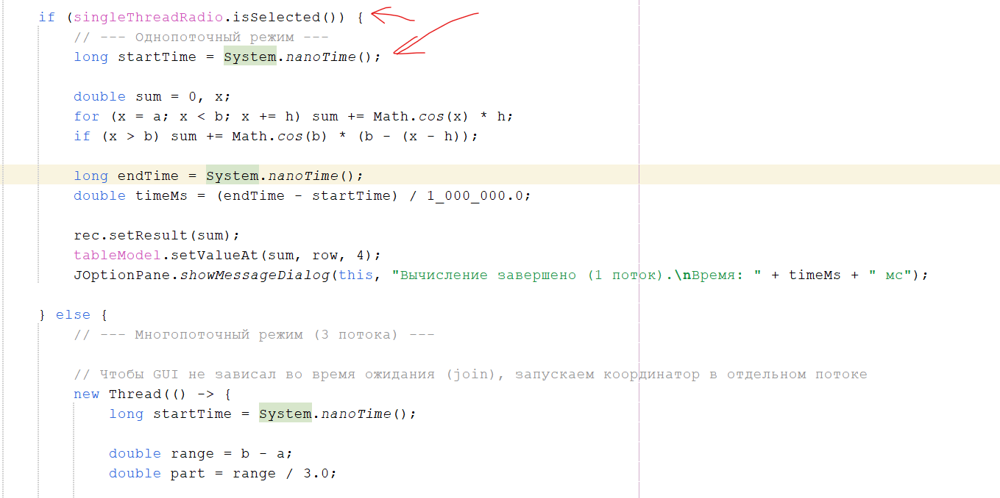 if (singleThreadRadio.isSelected()) {
// --- Однопоточный режим ---
long startTime = System.nanoTime();
double sum = 0, x;
for (x = a; x < b; x += h) sum += Math.cos(x) * h;
if (x > b) sum += Math.cos(b) * (b - (x - h));
long endTime = System.nanoTime();
double timeMs = (endTime - startTime) / 1_000_000.0;
rec.setResult(sum);
tableModel.setValueAt(sum, row, 4);
JOptionPane.showMessageDialog(this, "Вычисление завершено (1 поток).\nВремя: " + timeMs + " мс");
} else {
// --- Многопоточный режим (3 потока) ---
// Чтобы GUI не зависал во время ожидания (join), запускаем координатор в отдельном потоке
new Thread(() -> {
long startTime = System.nanoTime();
double range = b - a;
double part = range / 3.0;